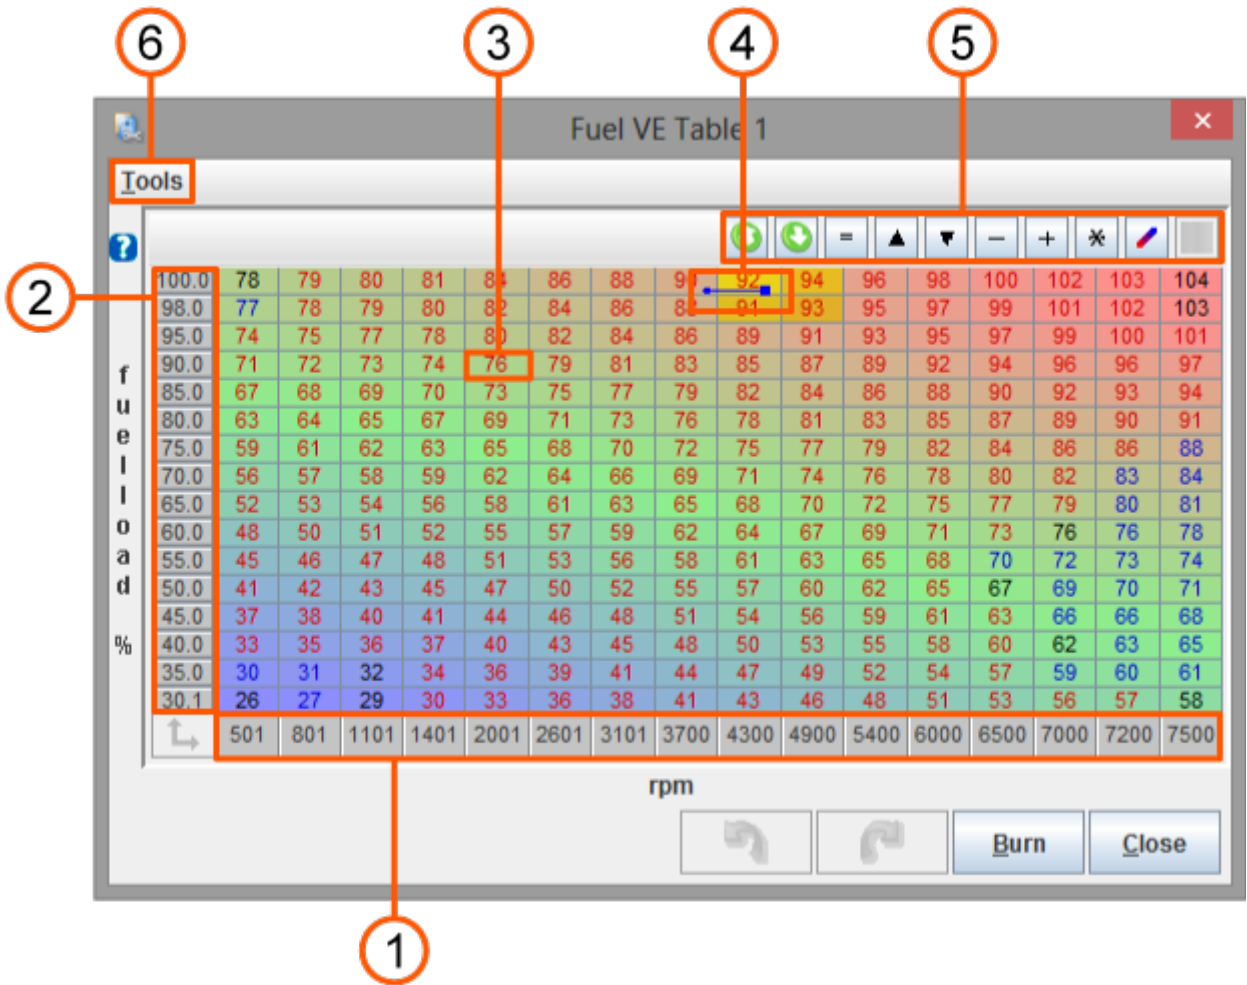 6 3 4 5
Fuel VE Table 1
Tools
= − + *
2
fuelload %
100.0 78 79 80 81 84 86 88 90 92 94 96 98 100 102 103 104
98.0 77 78 79 80 82 84 86 88 91 93 95 97 99 101 102 103
95.0 74 75 77 78 80 82 84 86 89 91 93 95 97 99 100 101
90.0 71 72 73 74 76 79 81 83 85 87 89 92 94 96 96 97
85.0 67 68 69 70 73 75 77 79 82 84 86 88 90 92 93 94
80.0 63 64 65 67 69 71 73 76 78 81 83 85 87 89 90 91
75.0 59 61 62 63 65 68 70 72 75 77 79 82 84 86 86 88
70.0 56 57 58 59 62 64 66 69 71 74 76 78 80 82 83 84
65.0 52 53 54 56 58 61 63 65 68 70 72 75 77 79 80 81
60.0 48 50 51 52 55 57 59 62 64 67 69 71 73 76 76 78
55.0 45 46 47 48 51 53 56 58 61 63 65 68 70 72 73 74
50.0 41 42 43 45 47 50 52 55 57 60 62 65 67 69 70 71
45.0 37 38 40 41 44 46 48 51 54 56 59 61 63 66 66 68
40.0 33 35 36 37 40 43 45 48 50 53 55 58 60 62 63 65
35.0 30 31 32 34 36 39 41 44 47 49 52 54 57 59 60 61
30.1 26 27 29 30 33 36 38 41 43 46 48 51 53 56 57 58
501 801 1101 1401 2001 2601 3101 3700 4300 4900 5400 6000 6500 7000 7200 7500
rpm
Burn Close
1